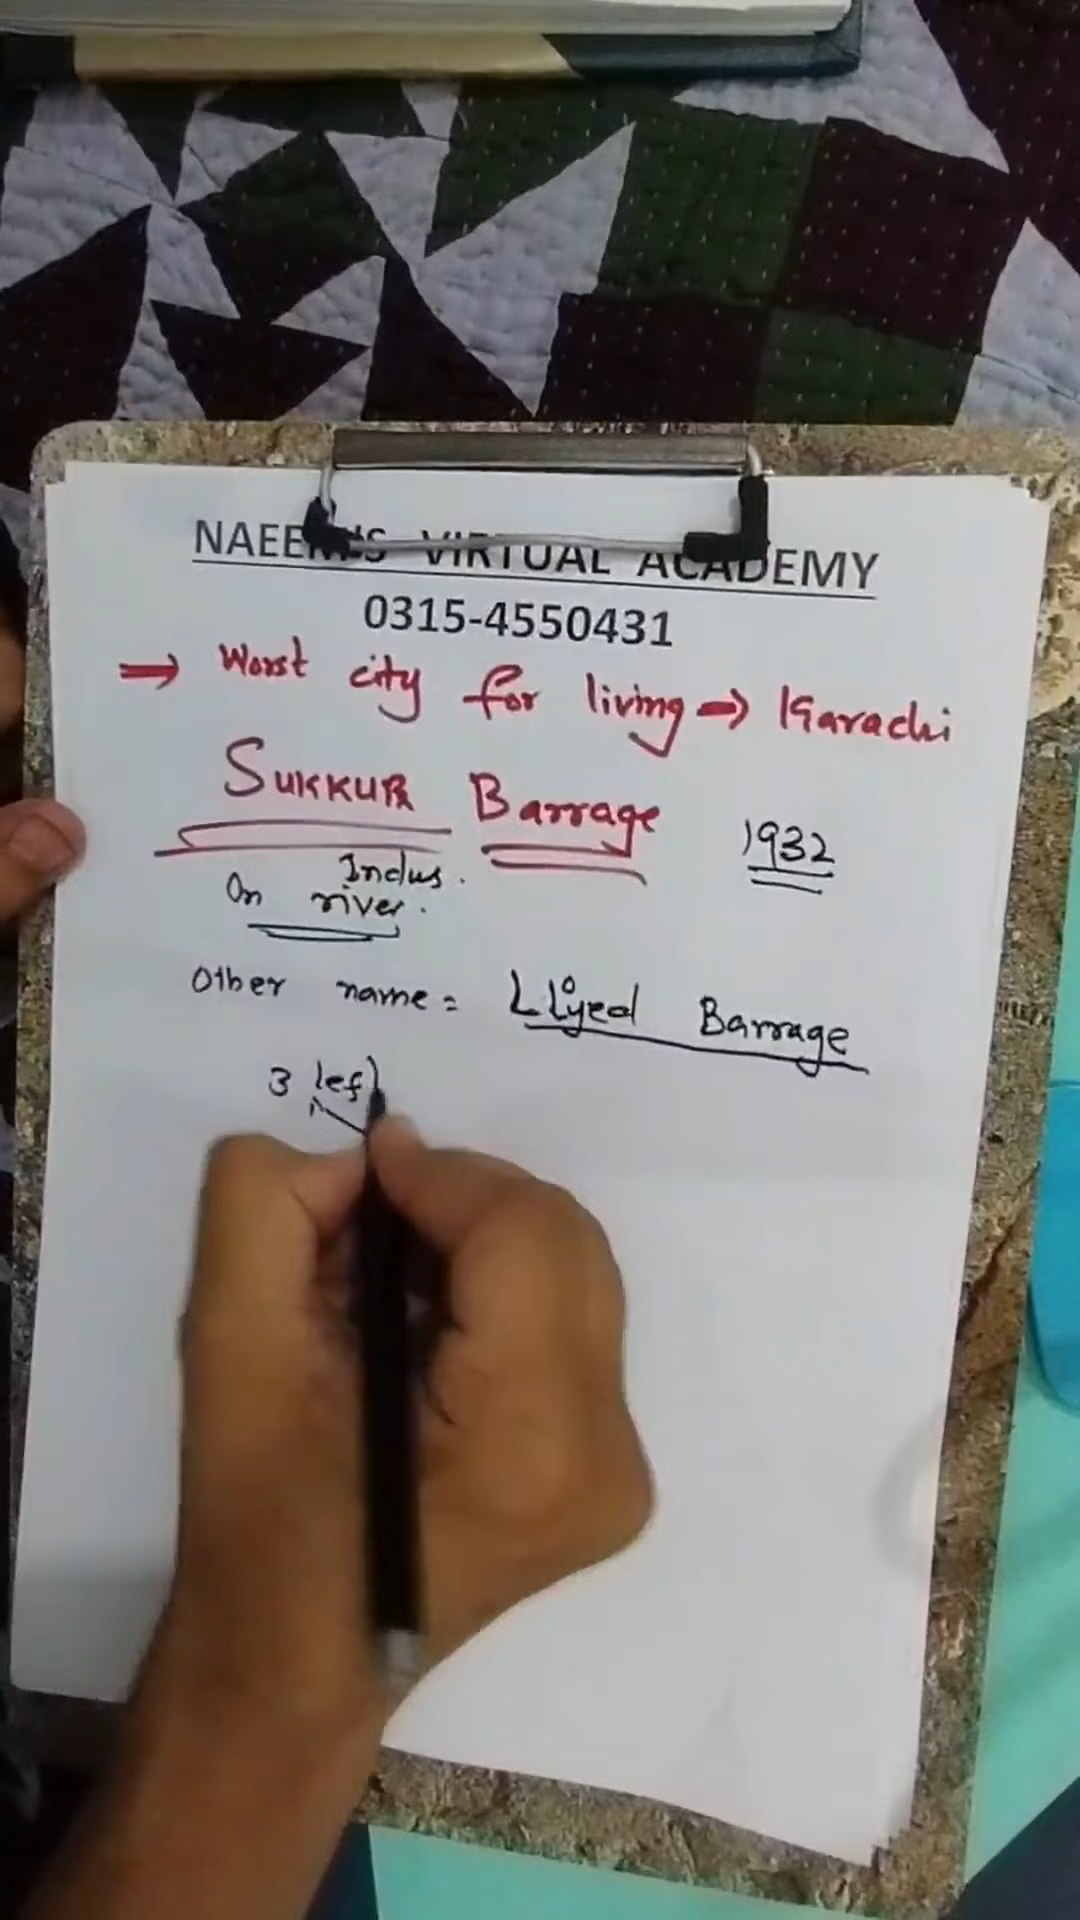 NAEEM'S VIRTUAL ACADEMY
0315-4550431
⇒ Worst city for living ⇒ Karachi
SUKKUR Barrage 1932
On Indus river.
Other name = Lloyed Barrage
3 left